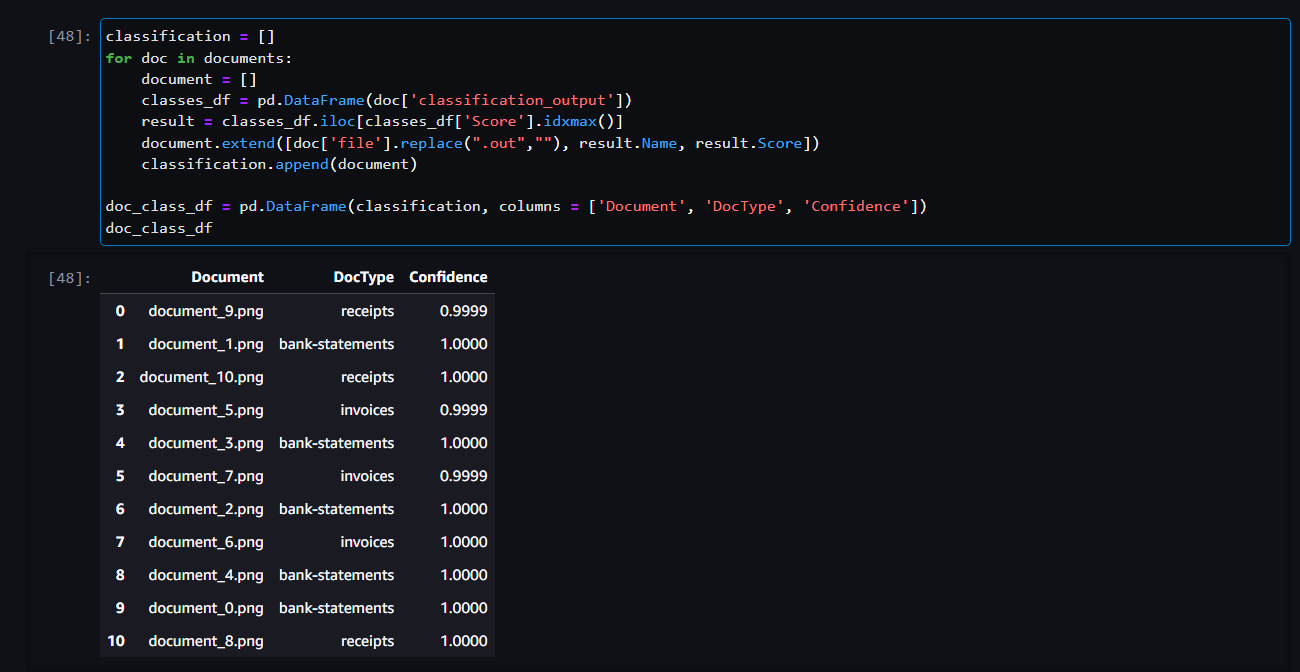 [48]: classification = []
for doc in documents:
    document = []
    classes_df = pd.DataFrame(doc['classification_output'])
    result = classes_df.iloc[classes_df['Score'].idxmax()]
    document.extend([doc['file'].replace(".out",""), result.Name, result.Score])
    classification.append(document)

doc_class_df = pd.DataFrame(classification, columns = ['Document', 'DocType', 'Confidence'])
doc_class_df
[48]: Document DocType Confidence
0 document_9.png receipts 0.9999
1 document_1.png bank-statements 1.0000
2 document_10.png receipts 1.0000
3 document_5.png invoices 0.9999
4 document_3.png bank-statements 1.0000
5 document_7.png invoices 0.9999
6 document_2.png bank-statements 1.0000
7 document_6.png invoices 1.0000
8 document_4.png bank-statements 1.0000
9 document_0.png bank-statements 1.0000
10 document_8.png receipts 1.0000